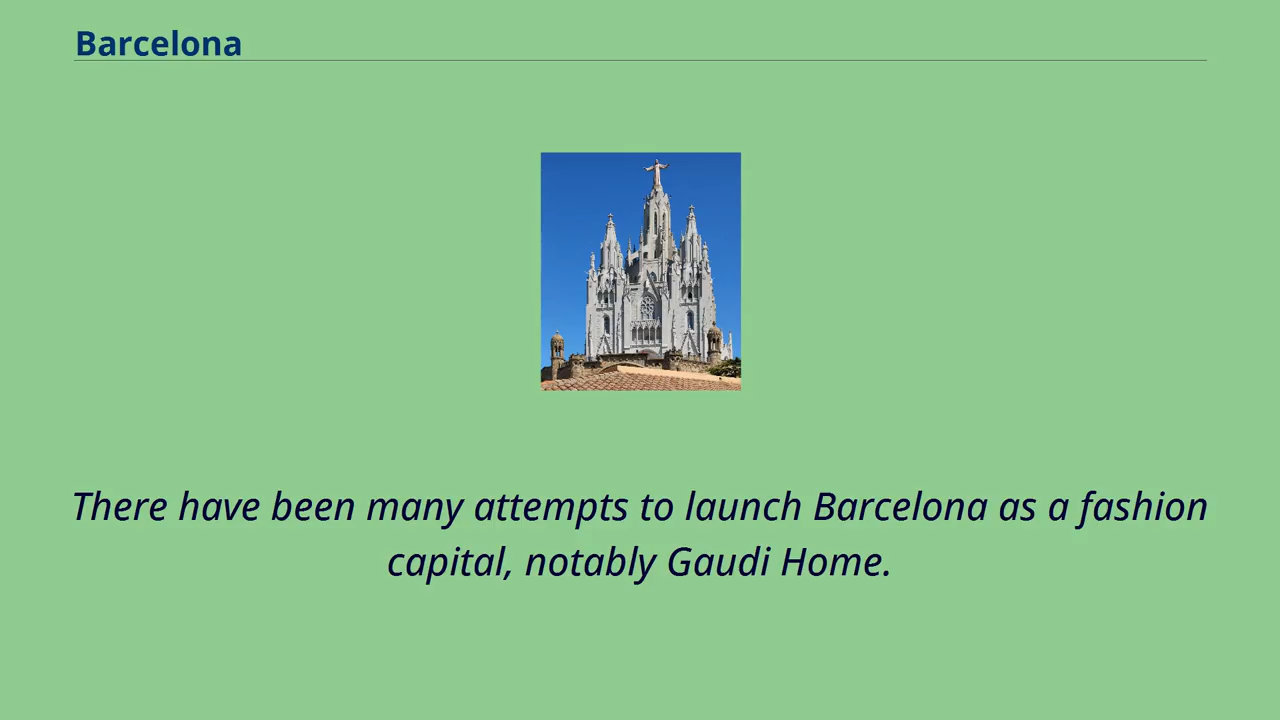 Barcelona
There have been many attempts to launch Barcelona as a fashion
capital, notably Gaudi Home.